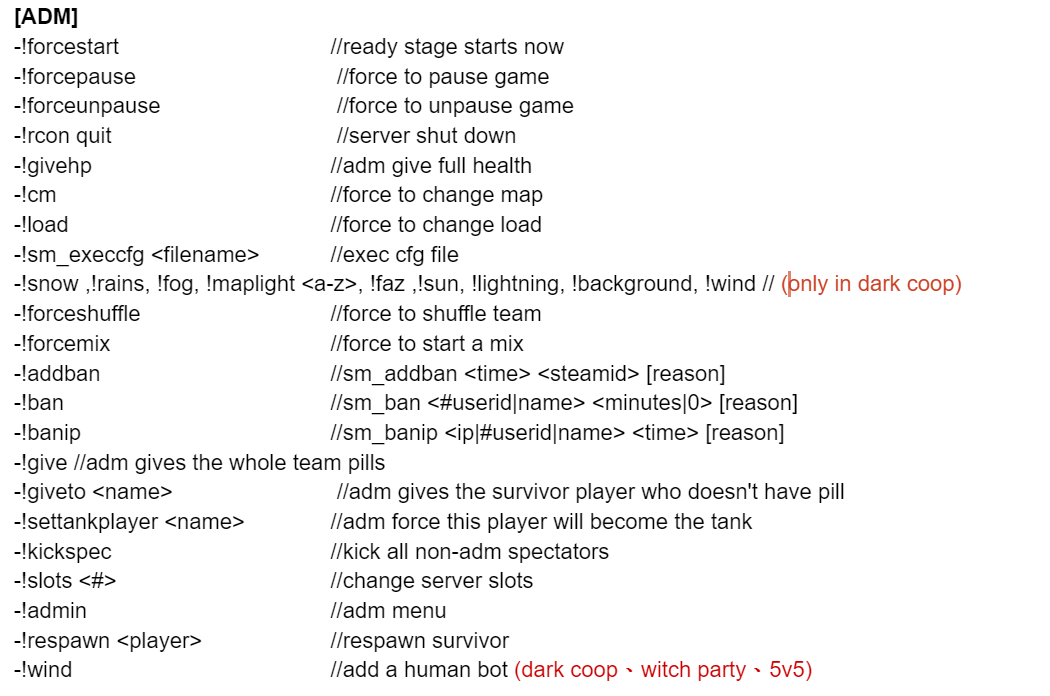 [ADM]
-!forcestart //ready stage starts now
-!forcepause //force to pause game
-!forceunpause //force to unpause game
-!rcon quit //server shut down
-!givehp //adm give full health
-!cm //force to change map
-!load //force to change load
-!sm_execcfg <filename> //exec cfg file
-!snow ,!rains, !fog, !maplight <a-z>, !faz ,!sun, !lightning, !background, !wind // (only in dark coop)
-!forceshuffle //force to shuffle team
-!forcemix //force to start a mix
-!addban //sm_addban <time> <steamid> [reason]
-!ban //sm_ban <#userid|name> <minutes|0> [reason]
-!banip //sm_banip <ip|#userid|name> <time> [reason]
-!give //adm gives the whole team pills
-!giveto <name> //adm gives the survivor player who doesn't have pill
-!settankplayer <name> //adm force this player will become the tank
-!kickspec //kick all non-adm spectators
-!slots <#> //change server slots
-!admin //adm menu
-!respawn <player> //respawn survivor
-!wind //add a human bot (dark coop、witch party、5v5)